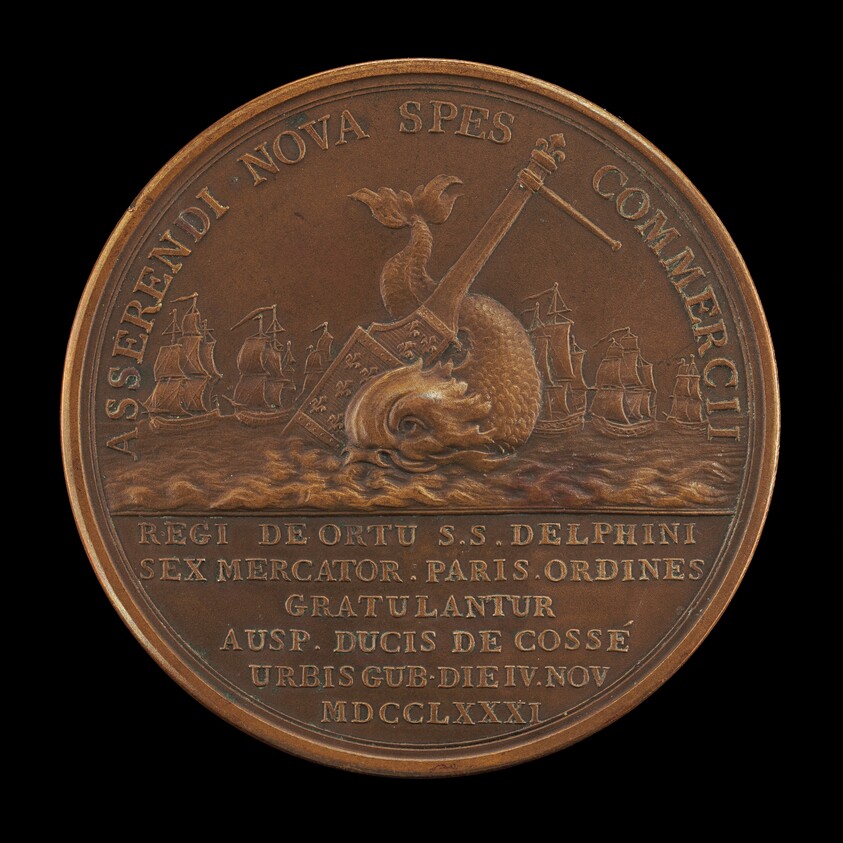 ASSERENDI NOVA SPES COMMERCII
REGI DE ORTU S.S. DELPHINI
SEX MERCATOR. PARIS. ORDINES
GRATULANTUR
AUSP. DUCIS DE COSSÉ
URBIS GUB. DIE IV. NOV
MDCCLXXXI